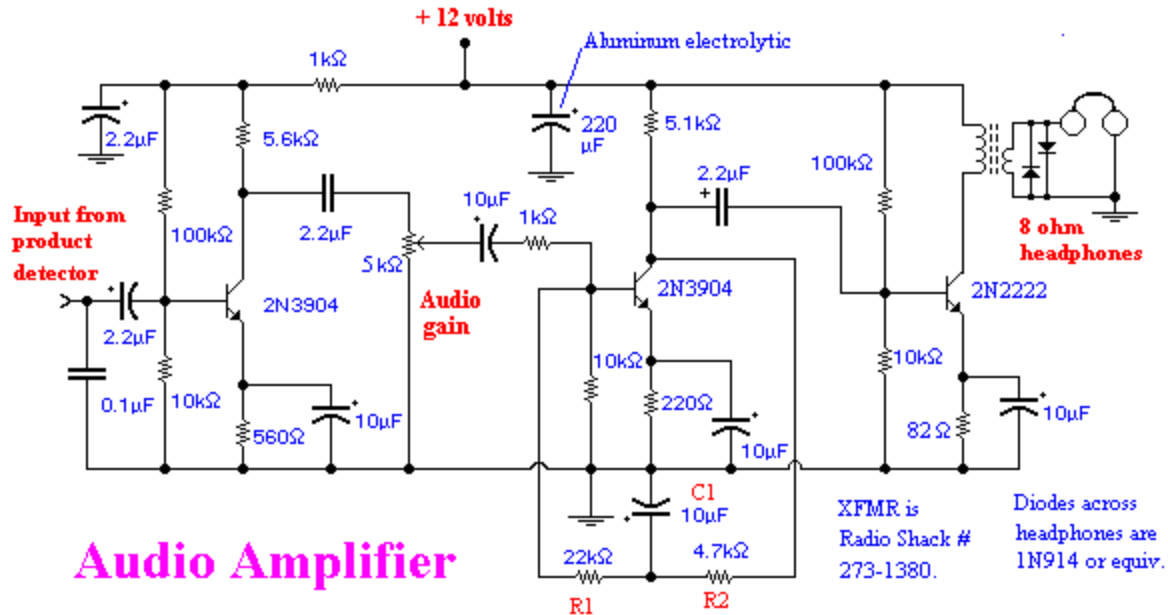 + 12 volts
Aluminum electrolytic
1kΩ
2.2µF
5.6kΩ
220
µF
5.1kΩ
100kΩ
2.2µF
10µF
1kΩ
Input from
product
detector
100kΩ
2.2µF
5kΩ
8 ohm
headphones
2N3904
Audio
gain
2N3904
2N2222
2.2µF
0.1µF
10kΩ
560Ω
10µF
10kΩ
220Ω
10µF
10kΩ
82Ω
10µF
C1
10µF
XFMR is
Radio Shack #
273-1380.
Diodes across
headphones are
1N914 or equiv.
Audio Amplifier
22kΩ
4.7kΩ
R1
R2